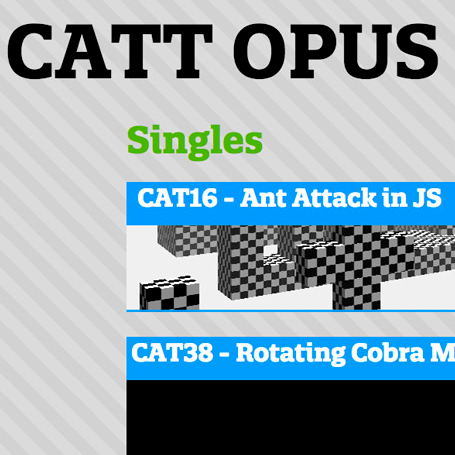 CATT OPUS
Singles
CAT16 - Ant Attack in JS
CAT38 - Rotating Cobra M